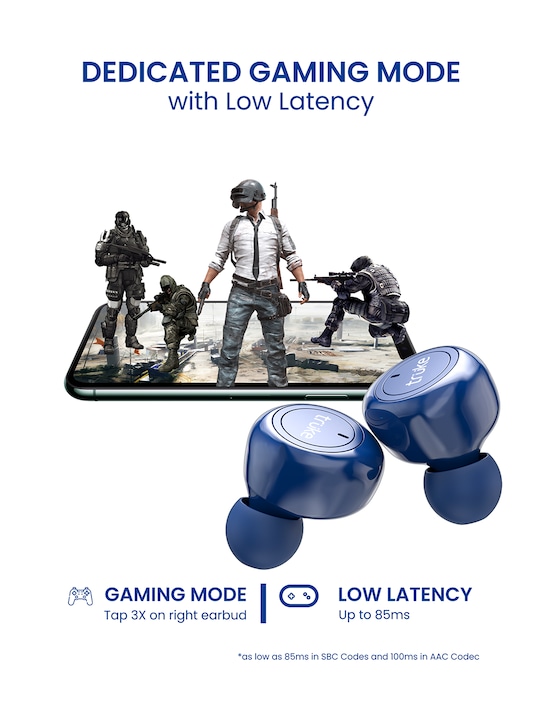 DEDICATED GAMING MODE
with Low Latency
truke
truke
GAMING MODE
Tap 3X on right earbud
LOW LATENCY
Up to 85ms
*as low as 85ms in SBC Codes and 100ms in AAC Codec